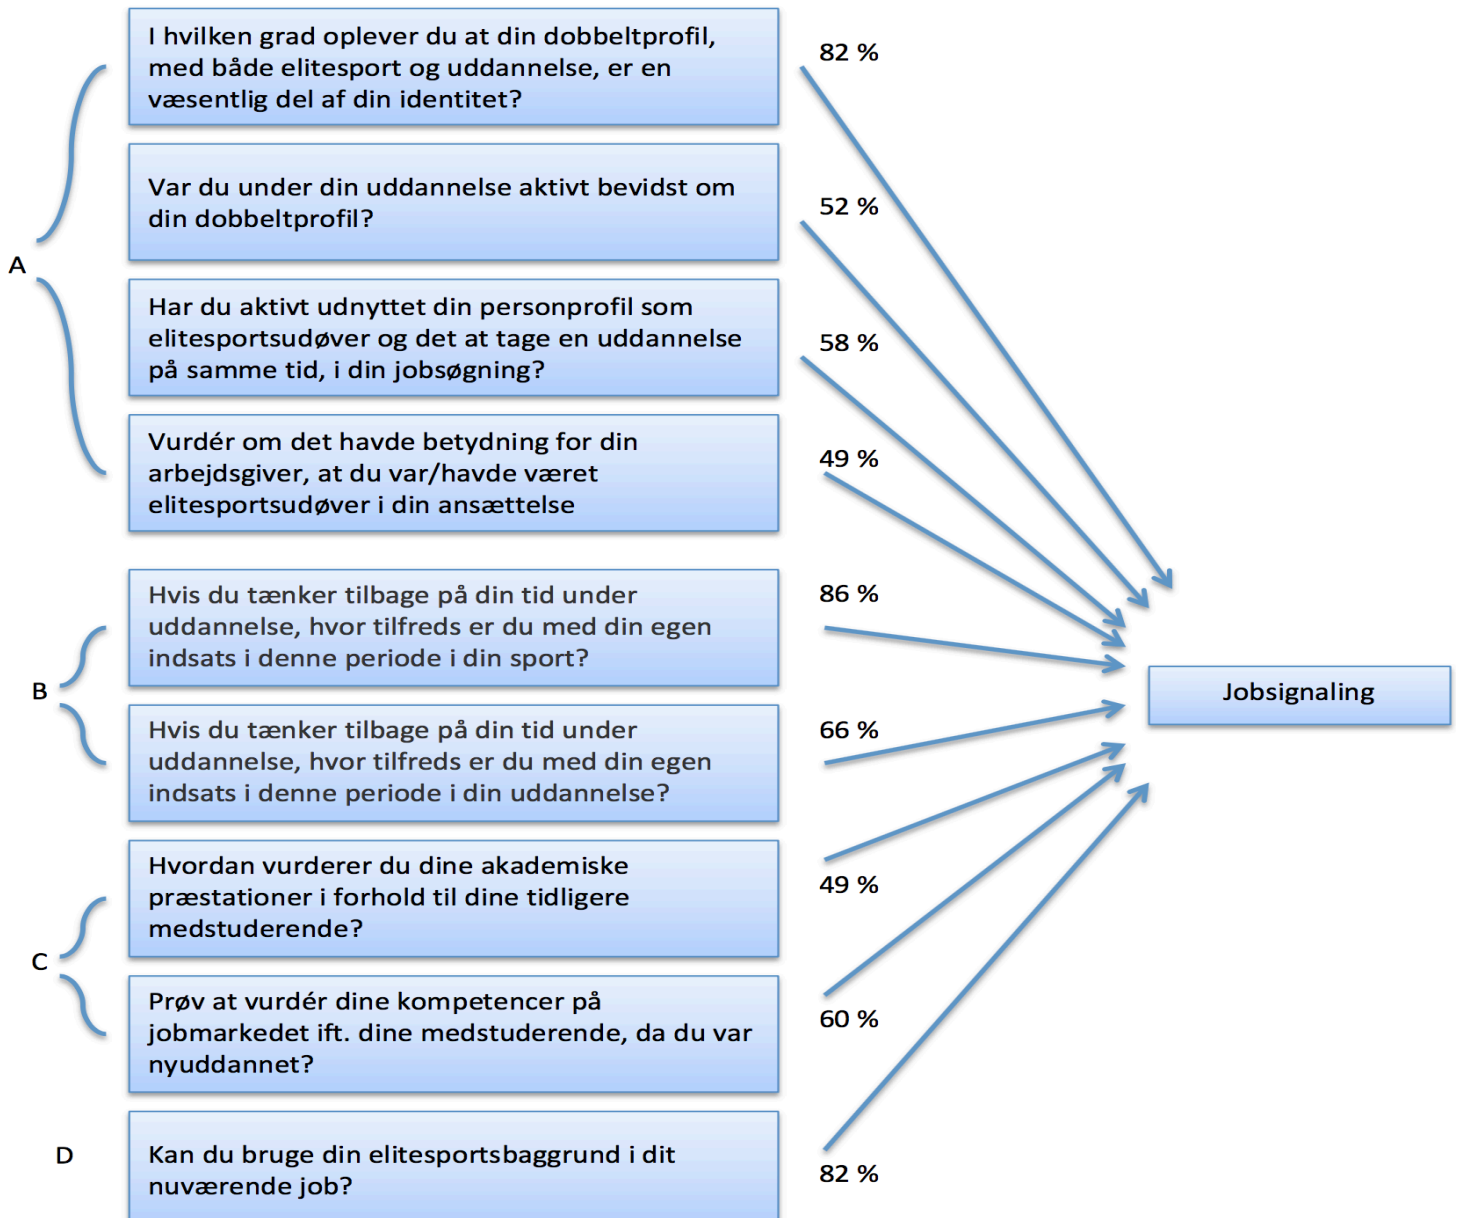 I hvilken grad oplever du at din dobbeltprofil,
med både elitesport og uddannelse, er en
væsentlig del af din identitet?
82 %
Var du under din uddannelse aktivt bevidst om
din dobbeltprofil?
52 %
A
Har du aktivt udnyttet din personprofil som
elitesportsudøver og det at tage en uddannelse
på samme tid, i din jobsøgning?
58 %
Vurdér om det havde betydning for din
arbejdsgiver, at du var/havde været
elitesportsudøver i din ansættelse
49 %
Hvis du tænker tilbage på din tid under
uddannelse, hvor tilfreds er du med din egen
indsats i denne periode i din sport?
86 %
B
Jobsignaling
Hvis du tænker tilbage på din tid under
uddannelse, hvor tilfreds er du med din egen
indsats i denne periode i din uddannelse?
66 %
Hvordan vurderer du dine akademiske
præstationer i forhold til dine tidligere
medstuderende?
49 %
C
Prøv at vurdér dine kompetencer på
jobmarkedet ift. dine medstuderende, da du var
nyuddannet?
60 %
D
Kan du bruge din elitesportsbaggrund i dit
nuværende job?
82 %